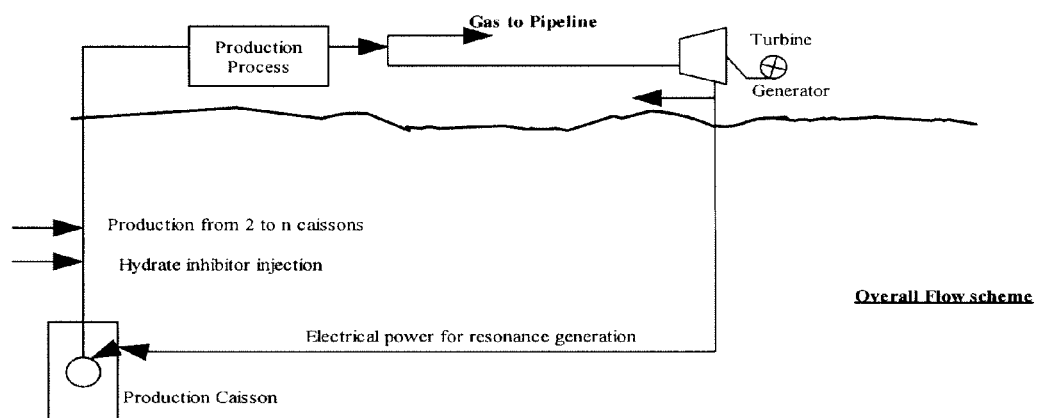 Gas to Pipeline
Production
Process
Turbine
Generator
Production from 2 to n caissons
Hydrate inhibitor injection
Overall Flow scheme
Electrical power for resonance generation
Production Caisson